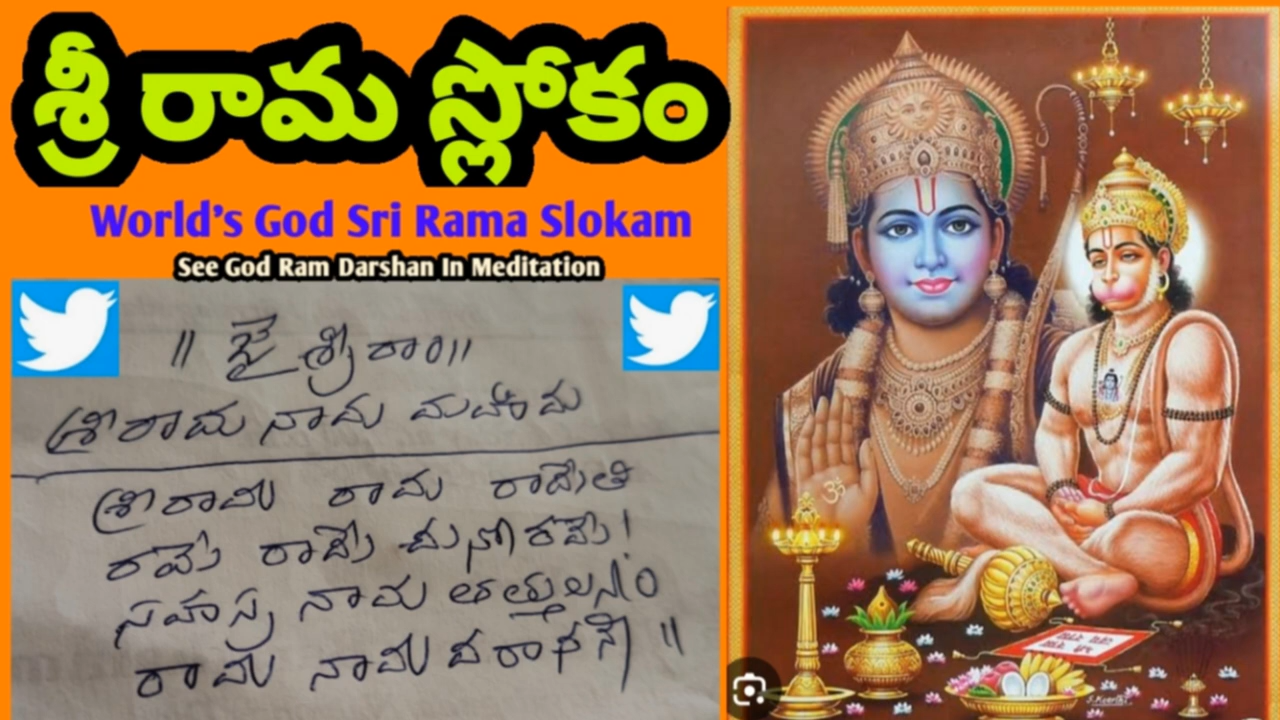 శ్రీ రామ స్లోకం
World's God Sri Rama Slokam
See God Ram Darshan In Meditation
|| జై శ్రీ రాం ||
శ్రీరామ నామ మహిమ
శ్రీరామ రామ రామేతి
రమే రామే మనోరమే !
సహస్ర నామ తత్తుల్యం
రామ నామ వరాననే ||
S.Keerthi